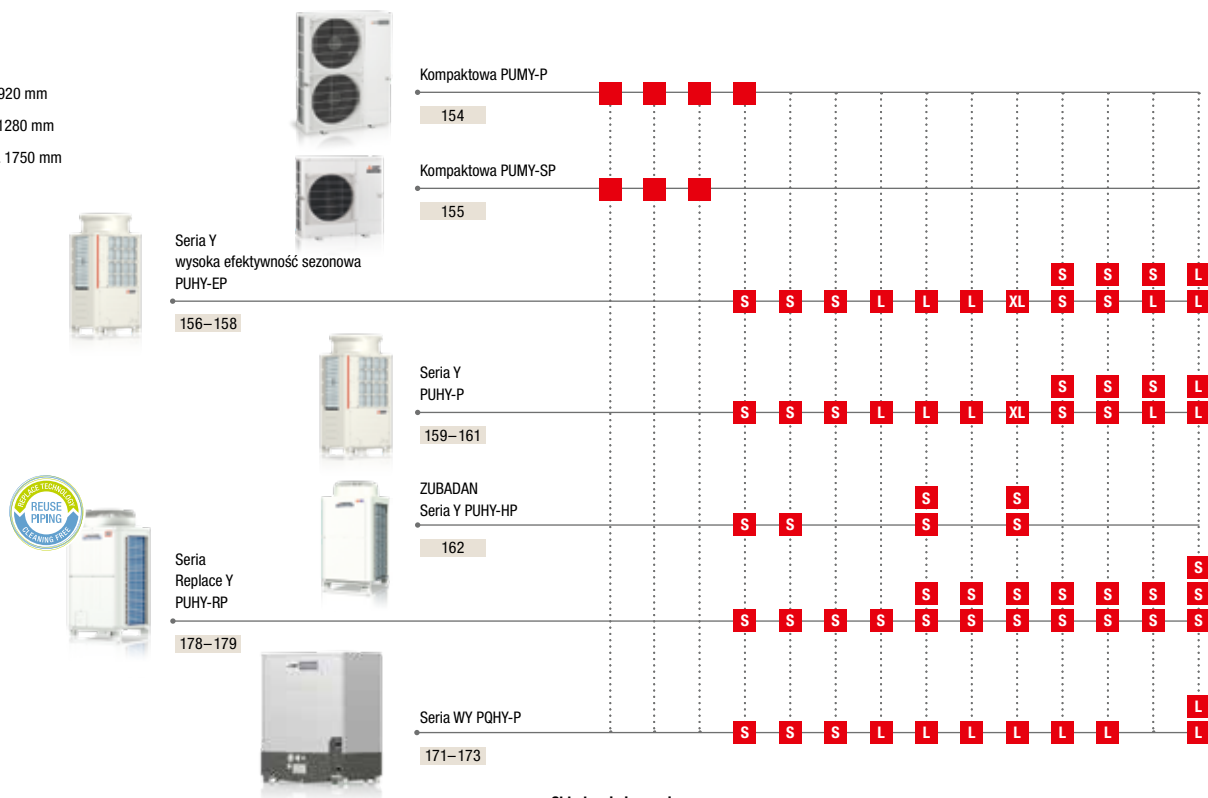 920 mm
1280 mm
1750 mm
Kompaktowa PUMY-P
154
Kompaktowa PUMY-SP
155
Seria Y
wysoka efektywność sezonowa
PUHY-EP
156–158
S S S L
S S S L L L XL S S L L
Seria Y
PUHY-P
159–161
S S S L
S S S L L L XL S S L L
ZUBADAN
Seria Y PUHY-HP
162
S S
S S S S
REPLACE TECHNOLOGY
REUSE
PIPING
CLEANING FREE
Seria
Replace Y
PUHY-RP
178–179
S
S S S S S S S
S S S S S S S S S S S
Seria WY PQHY-P
171–173
L
S S S L L L L L L L